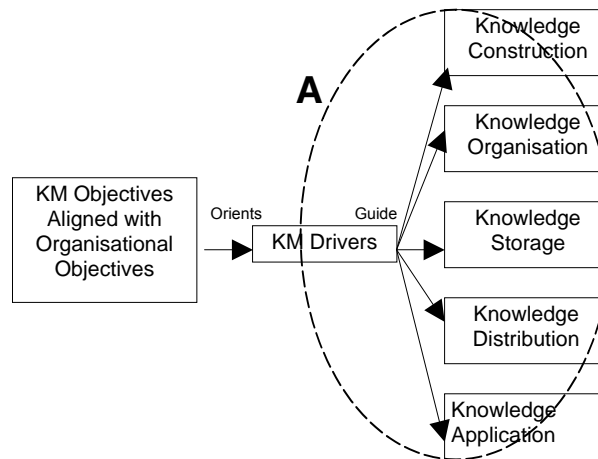 Knowledge
Construction
A
Knowledge
Organisation
KM Objectives
Aligned with
Organisational
Objectives
Orients
KM Drivers
Guide
Knowledge
Storage
Knowledge
Distribution
Knowledge
Application